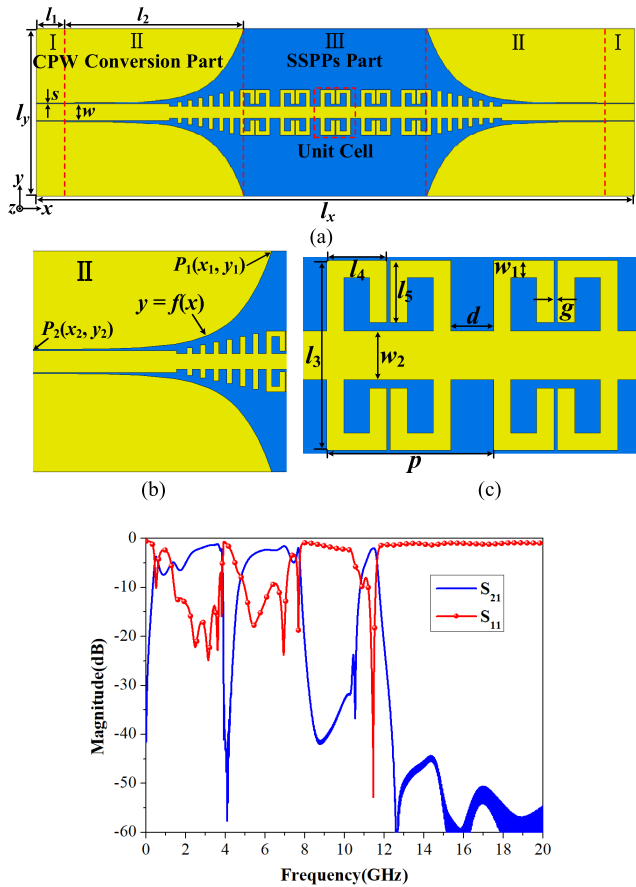 l1 l2
I II III II I
CPW Conversion Part SSPPs Part
s
ly w
Unit Cell
y
z x lx
(a)
II P1(x1, y1)
y = f(x)
P2(x2, y2)
l4 w1
l5 g
d
l3 w2
p
(b) (c)
0
-10
-20
-30
-40
-50
-60
Magnitude(dB)
S21
S11
0 2 4 6 8 10 12 14 16 18 20
Frequency(GHz)